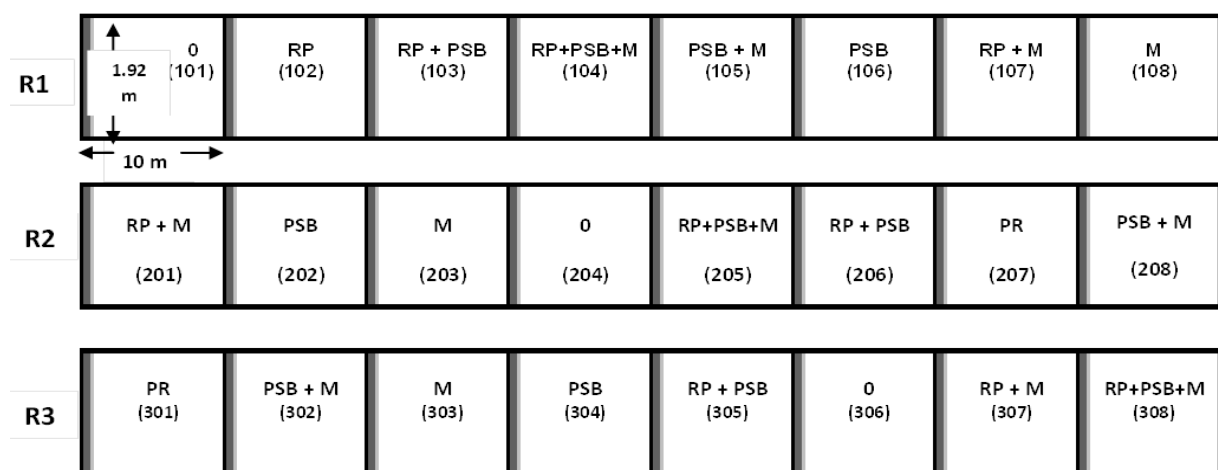 R1
0
(101)
1.92
m
10 m
RP
(102)
RP + PSB
(103)
RP+PSB+M
(104)
PSB + M
(105)
PSB
(106)
RP + M
(107)
M
(108)
R2
RP + M
(201)
PSB
(202)
M
(203)
0
(204)
RP+PSB+M
(205)
RP + PSB
(206)
PR
(207)
PSB + M
(208)
R3
PR
(301)
PSB + M
(302)
M
(303)
PSB
(304)
RP + PSB
(305)
0
(306)
RP + M
(307)
RP+PSB+M
(308)